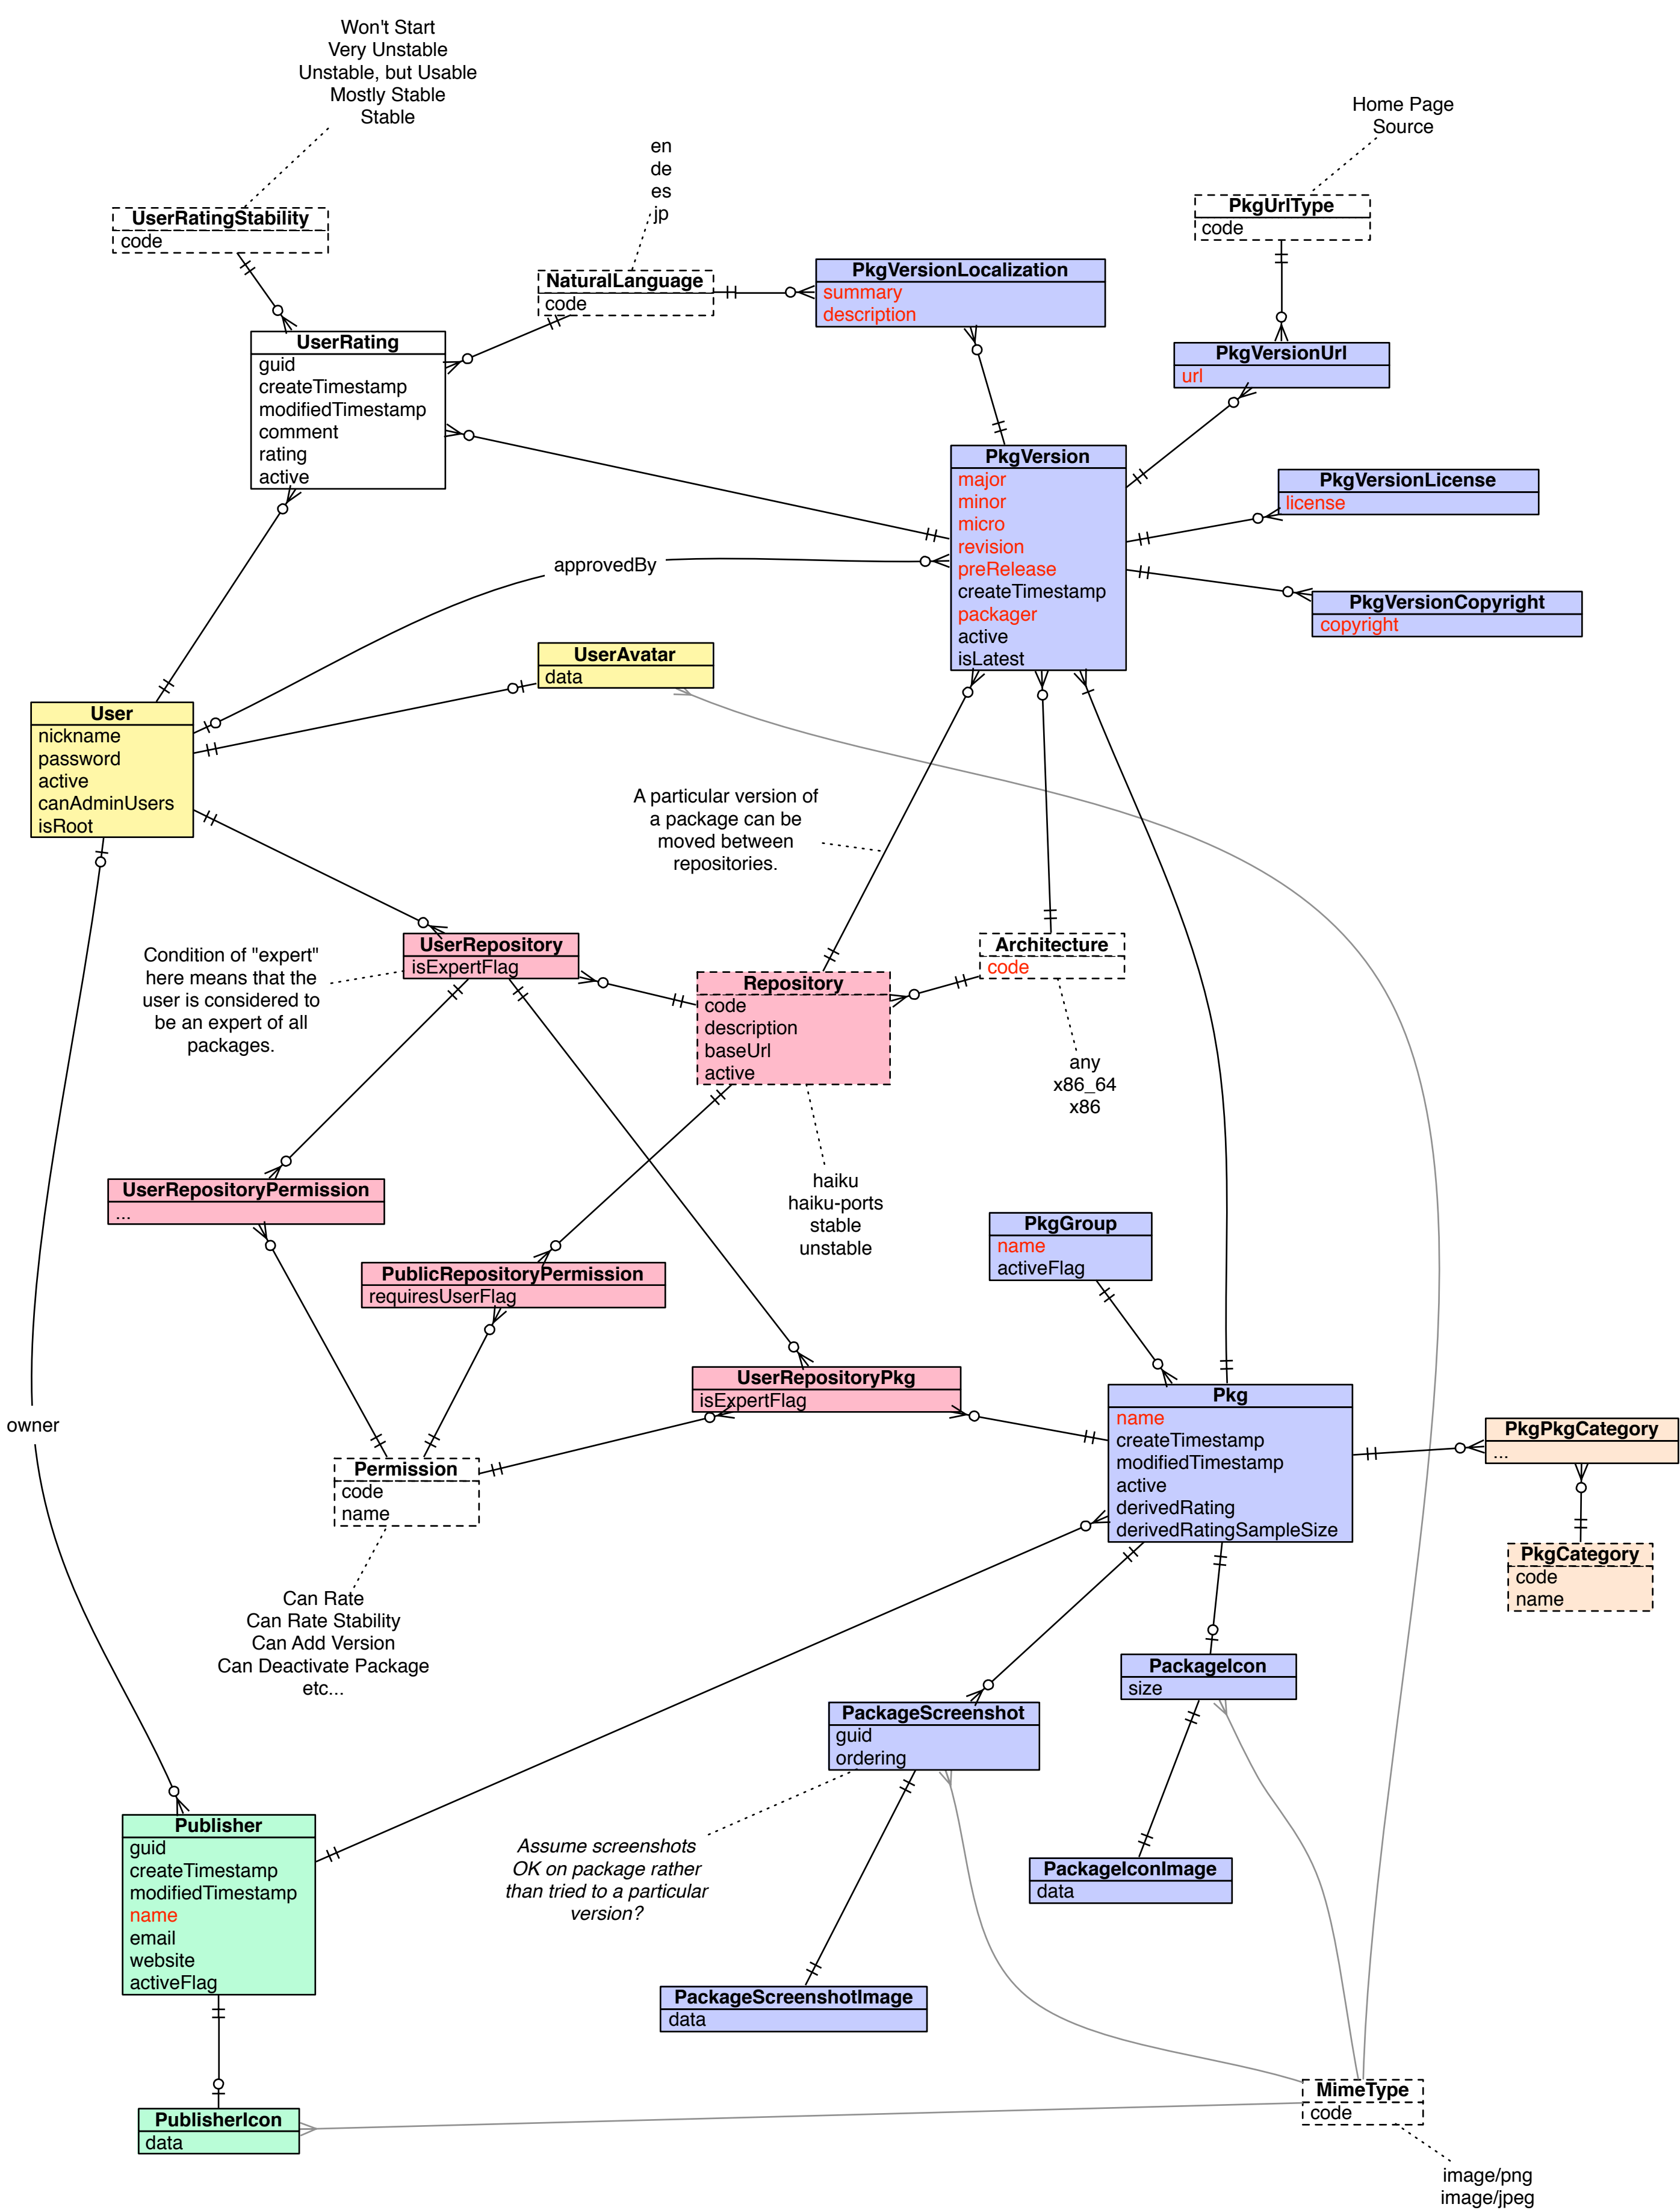 Won't Start
Very Unstable
Unstable, but Usable
Mostly Stable
Stable
Home Page
Source
en
de
es
jp
UserRatingStability
code
PkgUrlType
code
NaturalLanguage
code
PkgVersionLocalization
summary
description
UserRating
guid
createTimestamp
modifiedTimestamp
comment
rating
active
PkgVersionUrl
url
PkgVersion
major
minor
micro
revision
preRelease
createTimestamp
packager
active
isLatest
PkgVersionLicense
license
PkgVersionCopyright
copyright
approvedBy
UserAvatar
data
User
nickname
password
active
canAdminUsers
isRoot
A particular version of
a package can be
moved between
repositories.
Condition of "expert"
here means that the
user is considered to
be an expert of all
packages.
UserRepository
isExpertFlag
Repository
code
description
baseUrl
active
Architecture
code
any
x86_64
x86
haiku
haiku-ports
stable
unstable
UserRepositoryPermission
...
PublicRepositoryPermission
requiresUserFlag
PkgGroup
name
activeFlag
UserRepositoryPkg
isExpertFlag
Pkg
name
createTimestamp
modifiedTimestamp
active
derivedRating
derivedRatingSampleSize
PkgPkgCategory
...
PkgCategory
code
name
owner
Permission
code
name
Can Rate
Can Rate Stability
Can Add Version
Can Deactivate Package
etc...
PackageIcon
size
PackageScreenshot
guid
ordering
Assume screenshots
OK on package rather
than tried to a particular
version?
PackageIconImage
data
Publisher
guid
createTimestamp
modifiedTimestamp
name
email
website
activeFlag
PackageScreenshotImage
data
PublisherIcon
data
MimeType
code
image/png
image/jpeg